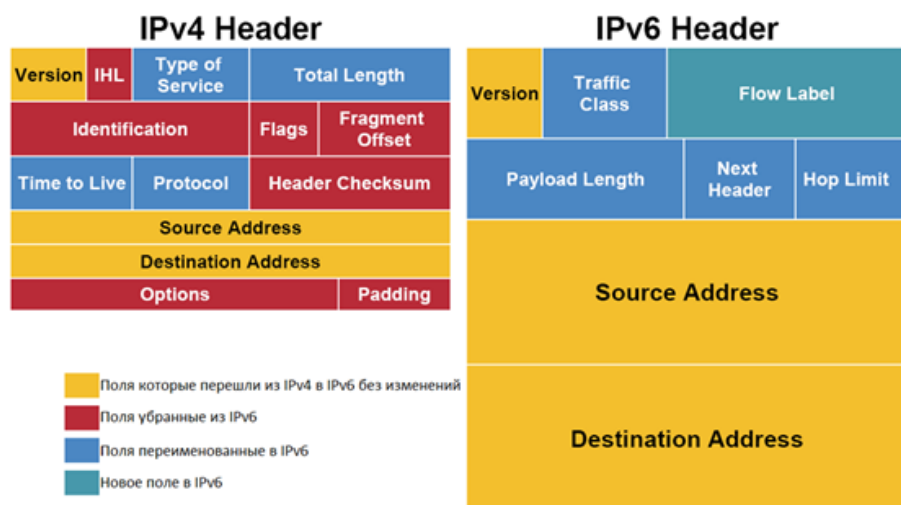 IPv4 Header
Version IHL Type of Service Total Length
Identification Flags Fragment Offset
Time to Live Protocol Header Checksum
Source Address
Destination Address
Options Padding
IPv6 Header
Version Traffic Class Flow Label
Payload Length Next Header Hop Limit
Source Address
Destination Address
Поля которые перешли из IPv4 в IPv6 без изменений
Поля убранные из IPv6
Поля переименованные в IPv6
Новое поле в IPv6